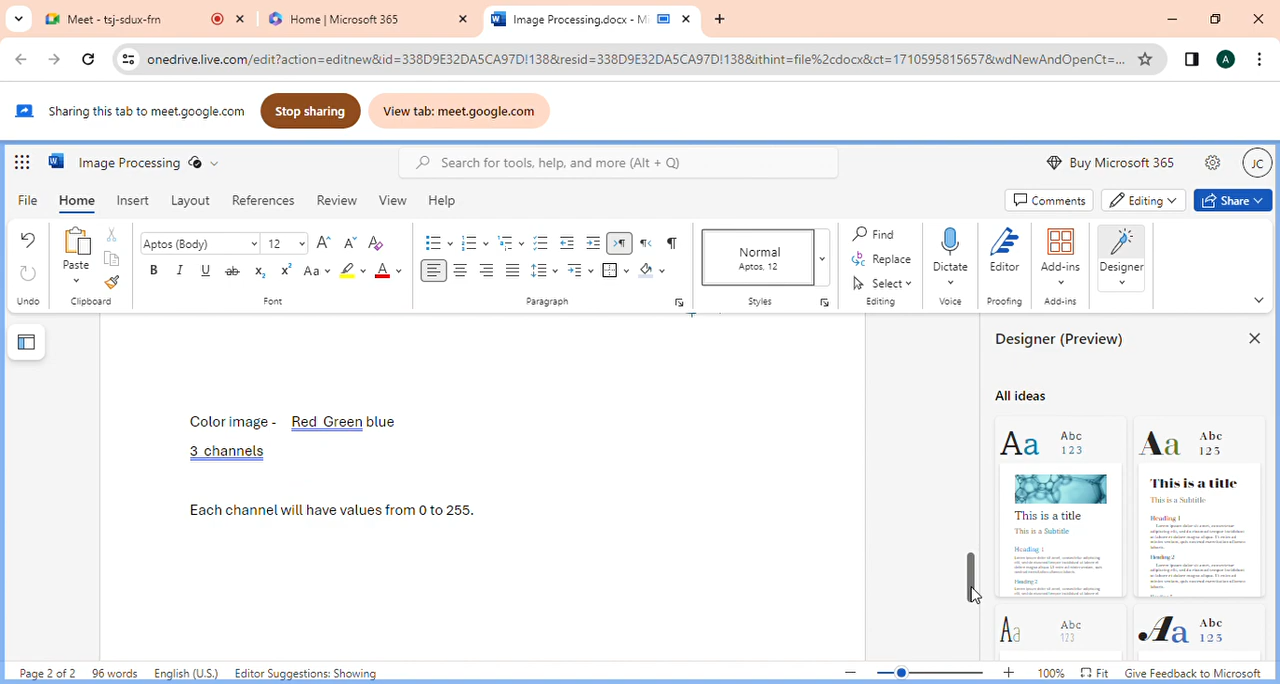 Meet - tsj-sdux-frn
Home | Microsoft 365
Image Processing.docx - Mi
onedrive.live.com/edit?action=editnew&id=338D9E32DA5CA97D!138&resid=338D9E32DA5CA97D!138&ithint=file%2cdocx&ct=1710595815657&wdNewAndOpenCt=...
A
Sharing this tab to meet.google.com
Stop sharing
View tab: meet.google.com
Image Processing
Search for tools, help, and more (Alt + Q)
Buy Microsoft 365
JC
File Home Insert Layout References Review View Help
Comments
Editing
Share
Paste
Aptos (Body)
12
Normal
Aptos, 12
Find
Replace
Select
Dictate
Editor
Add-ins
Designer
Undo
Clipboard
Font
Paragraph
Styles
Editing
Voice
Proofing
Add-ins
Color image - Red Green blue
3 channels
Each channel will have values from 0 to 255.
Designer (Preview)
All ideas
Aa Abc 123
This is a title
This is a Subtitle
Heading 1
Heading 2
Aa Abc 123
This is a title
This is a Subtitle
Heading 1
Heading 2
Aa Abc 123
Aa Abc 123
Page 2 of 2
96 words
English (U.S.)
Editor Suggestions: Showing
100%
Fit
Give Feedback to Microsoft